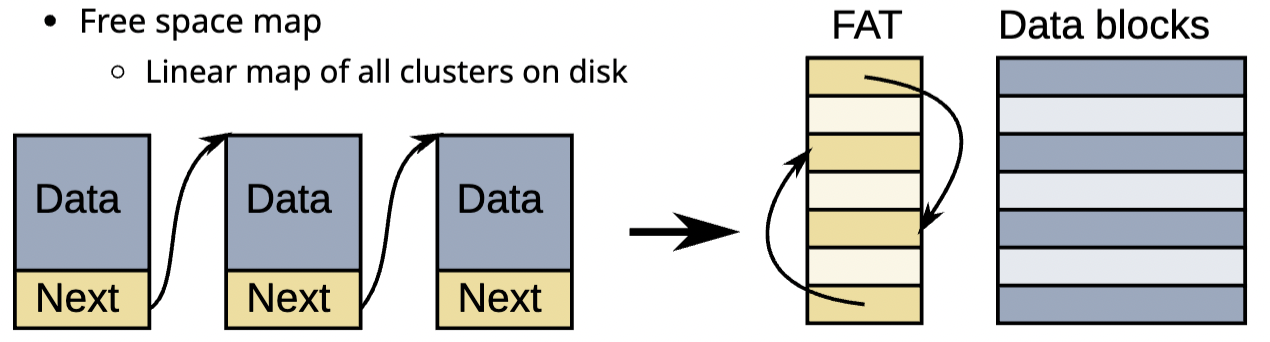 • Free space map
○ Linear map of all clusters on disk
FAT
Data blocks
Data
Data
Data
Next
Next
Next